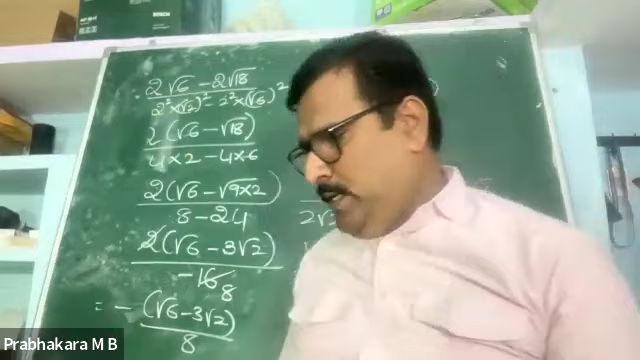 BOSCH
2√6 - 2√18
2² × (√2)² - 2² × (√6)²
2 (√6 - √18)
4 × 2 - 4 × 6
2 (√6 - √9×2)
8 - 24
2 (√6 - 3√2)
-16 8
= - (√6 - 3√2)
8
Prabhakara M B